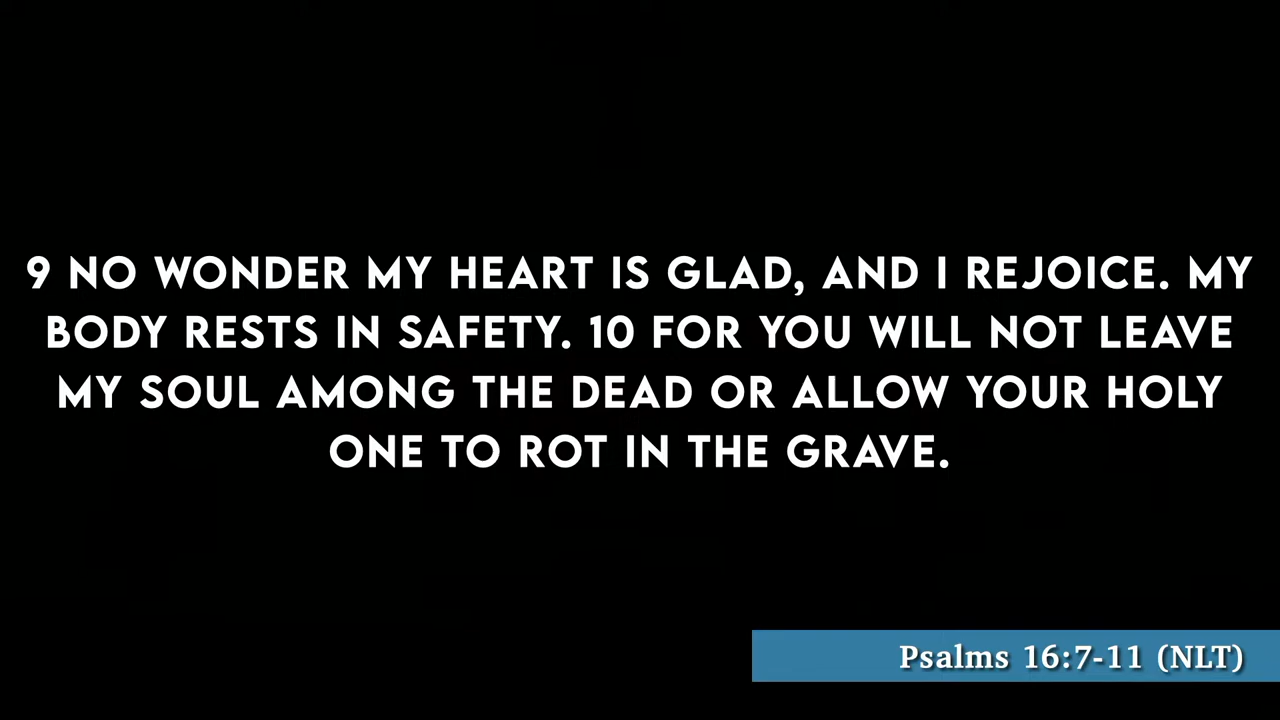 9 NO WONDER MY HEART IS GLAD, AND I REJOICE. MY
BODY RESTS IN SAFETY. 10 FOR YOU WILL NOT LEAVE
MY SOUL AMONG THE DEAD OR ALLOW YOUR HOLY
ONE TO ROT IN THE GRAVE.
Psalms 16:7-11 (NLT)